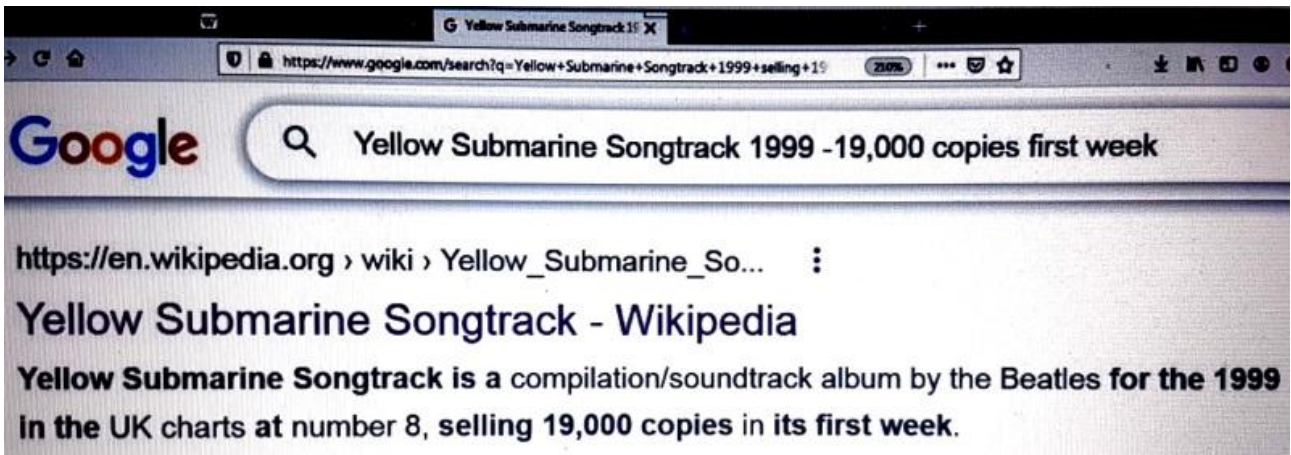 G Yellow Submarine Songtrack 19
https://www.google.com/search?q=Yellow+Submarine+Songtrack+1999+selling+19
210%
Google
Yellow Submarine Songtrack 1999 -19,000 copies first week
https://en.wikipedia.org › wiki › Yellow_Submarine_So...
Yellow Submarine Songtrack - Wikipedia
Yellow Submarine Songtrack is a compilation/soundtrack album by the Beatles for the 1999
in the UK charts at number 8, selling 19,000 copies in its first week.